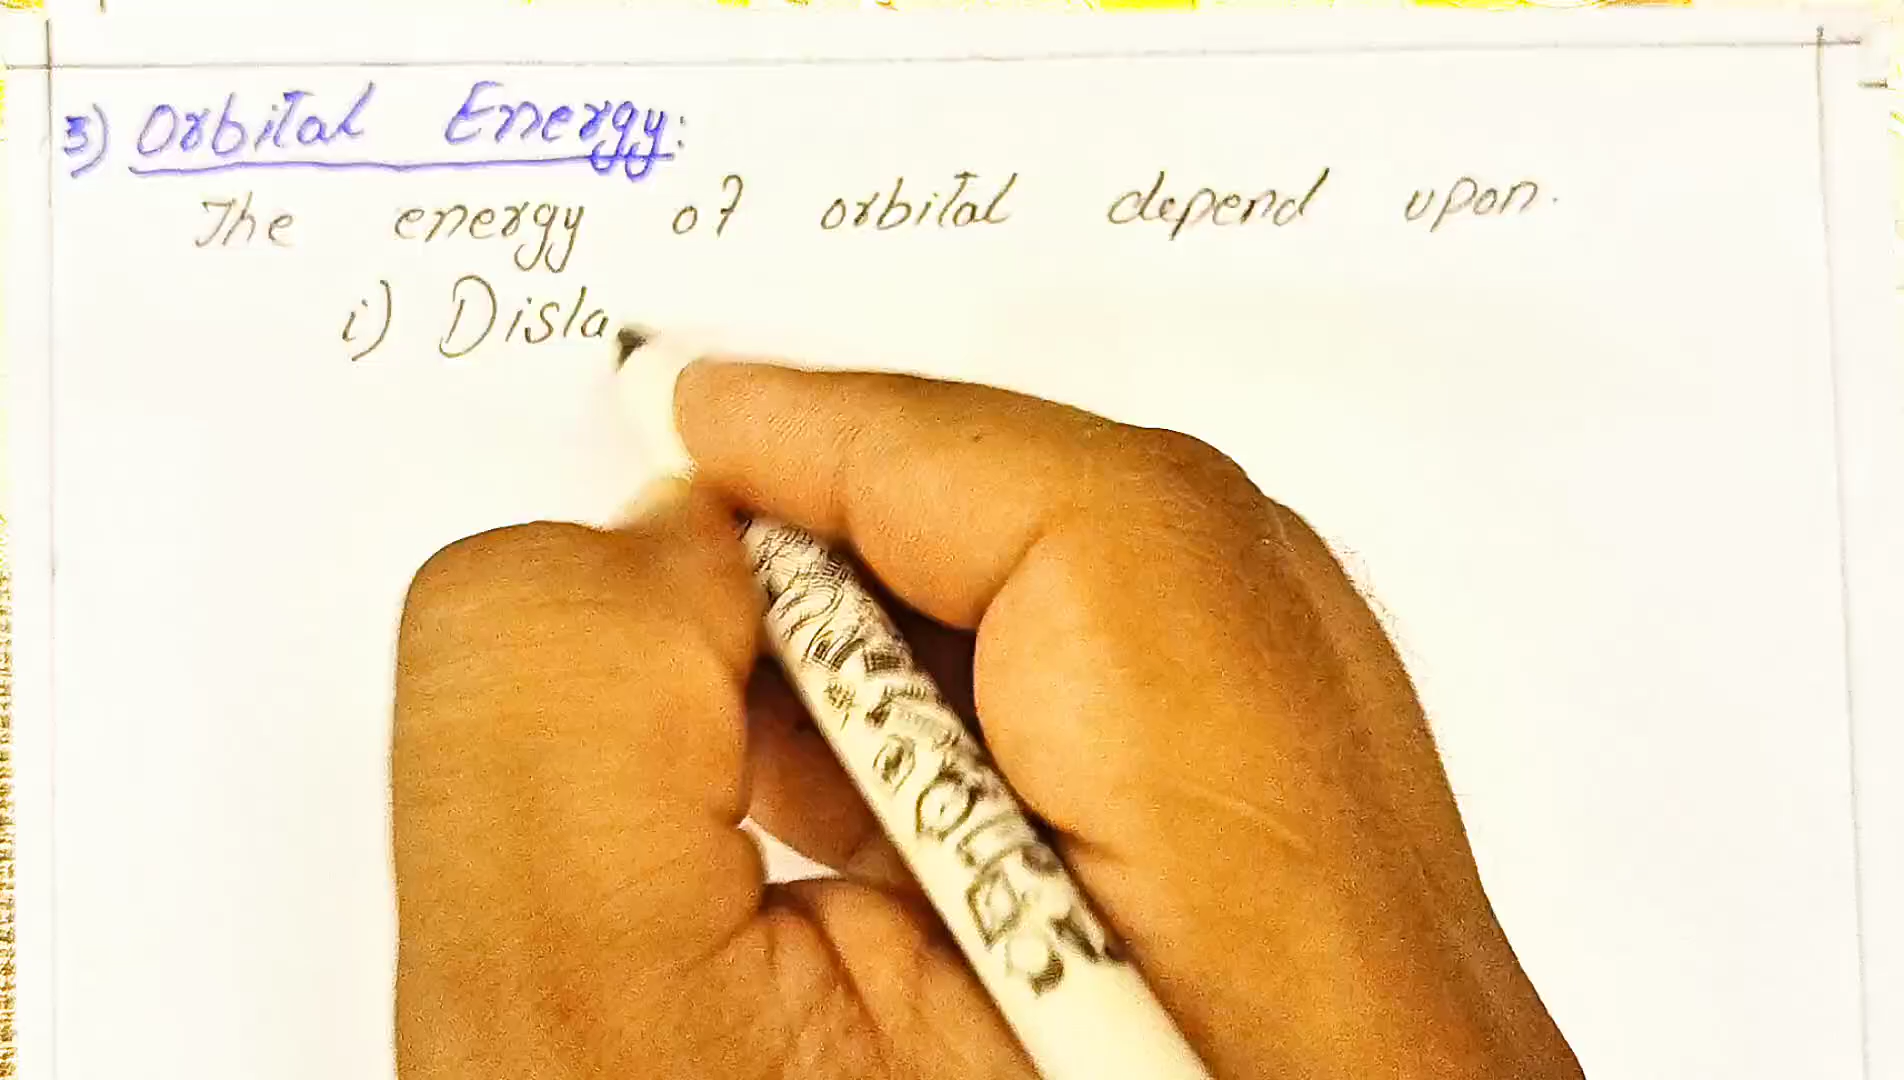 3) Orbital Energy:
The energy of orbital depend upon.
i) Disla